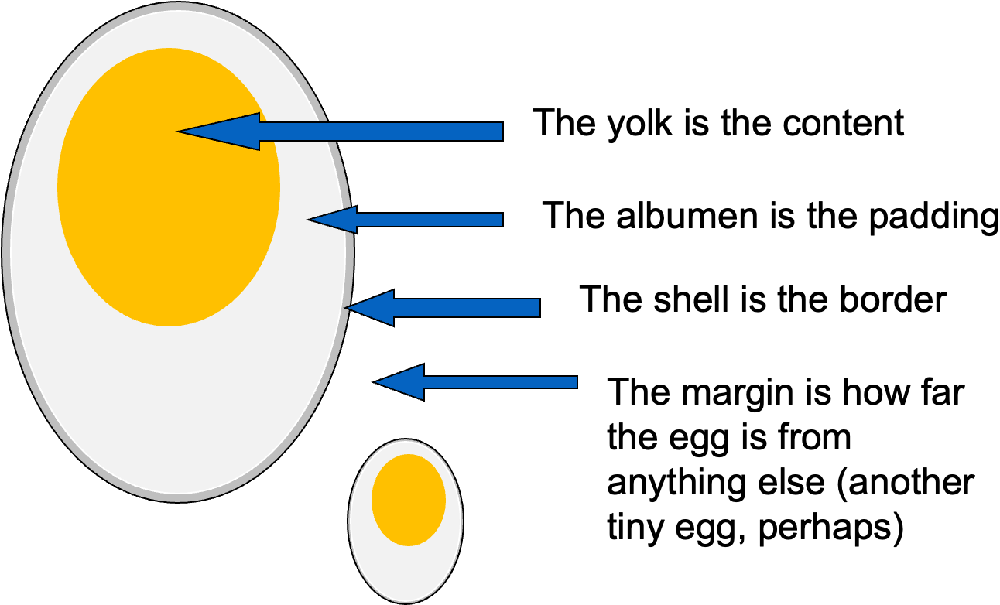 The yolk is the content
The albumen is the padding
The shell is the border
The margin is how far
the egg is from
anything else (another
tiny egg, perhaps)